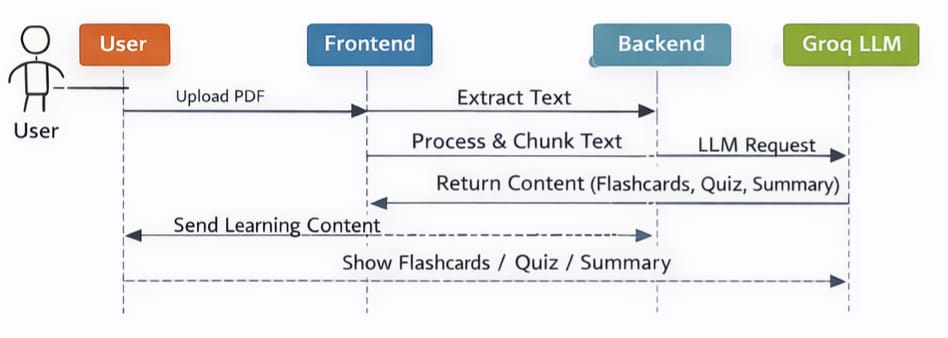 User
Frontend
Backend
Groq LLM
User
Upload PDF
Extract Text
Process & Chunk Text
LLM Request
Return Content (Flashcards, Quiz, Summary)
Send Learning Content
Show Flashcards / Quiz / Summary